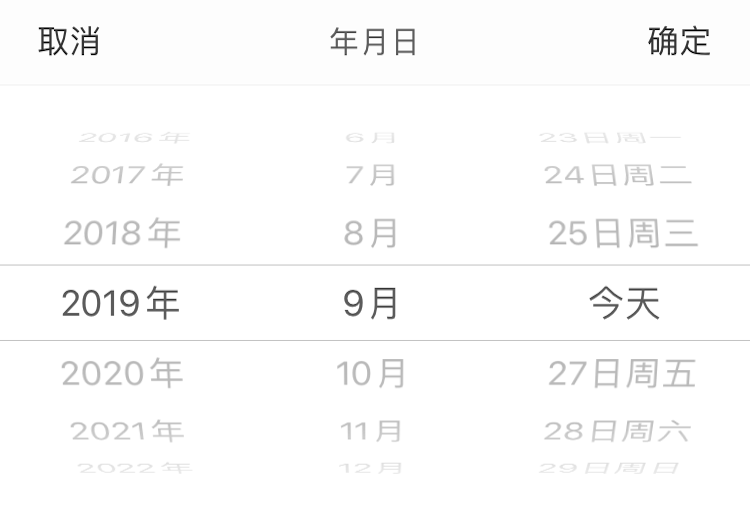 取消 年月日 确定
2016年 6月 23日周一
2017年 7月 24日周二
2018年 8月 25日周三
2019年 9月 今天
2020年 10月 27日周五
2021年 11月 28日周六
2022年 12月 29日周日